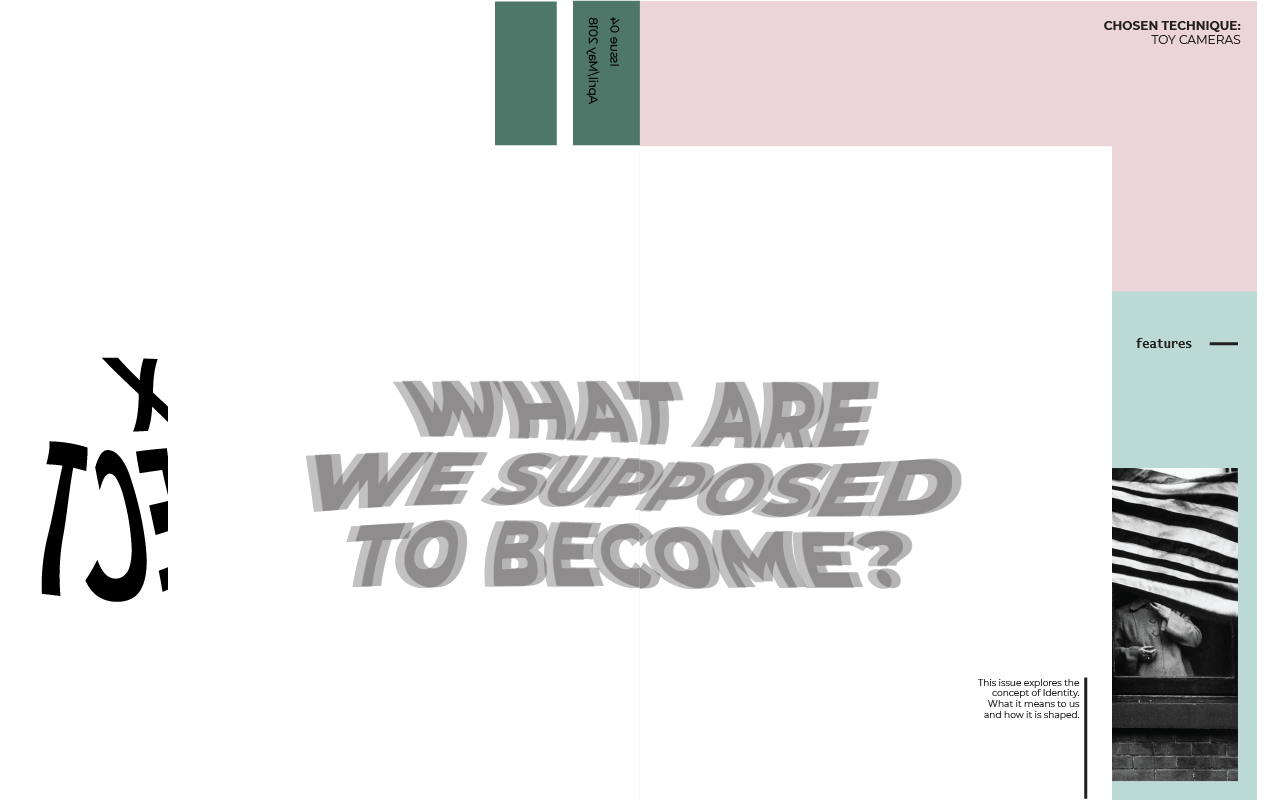 Issue 04
April/May 2018
CHOSEN TECHNIQUE:
TOY CAMERAS
features
WHAT ARE
WE SUPPOSED
TO BECOME?
This issue explores the
concept of Identity.
What it means to us
and how it is shaped.